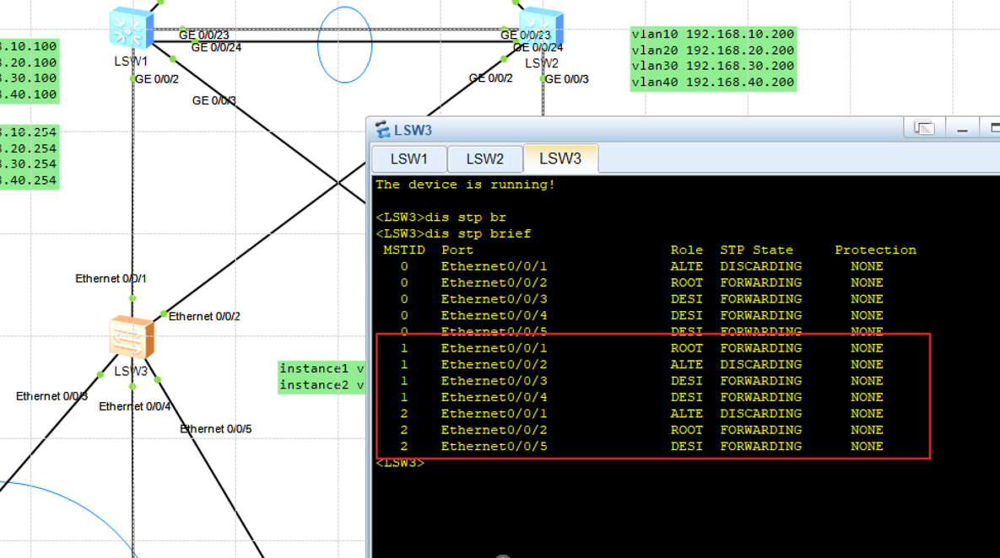 GE 0/0/23
GE 0/0/24
LSW1
GE 0/0/2
GE 0/0/3
GE 0/0/23
GE 0/0/24
LSW2
GE 0/0/2
GE 0/0/3
.10.100
.20.100
.30.100
.40.100
.10.254
.20.254
.30.254
.40.254
vlan10 192.168.10.200
vlan20 192.168.20.200
vlan30 192.168.30.200
vlan40 192.168.40.200
Ethernet 0/0/1
Ethernet 0/0/2
LSW3
Ethernet 0/0/3
Ethernet 0/0/4
Ethernet 0/0/5
instance1 v
instance2 v
LSW3
LSW1 LSW2 LSW3
The device is running!
<LSW3>dis stp br
<LSW3>dis stp brief
MSTID Port Role STP State Protection
0 Ethernet0/0/1 ALTE DISCARDING NONE
0 Ethernet0/0/2 ROOT FORWARDING NONE
0 Ethernet0/0/3 DESI FORWARDING NONE
0 Ethernet0/0/4 DESI FORWARDING NONE
0 Ethernet0/0/5 DESI FORWARDING NONE
1 Ethernet0/0/1 ROOT FORWARDING NONE
1 Ethernet0/0/2 ALTE DISCARDING NONE
1 Ethernet0/0/3 DESI FORWARDING NONE
1 Ethernet0/0/4 DESI FORWARDING NONE
2 Ethernet0/0/1 ALTE DISCARDING NONE
2 Ethernet0/0/2 ROOT FORWARDING NONE
2 Ethernet0/0/5 DESI FORWARDING NONE
<LSW3>